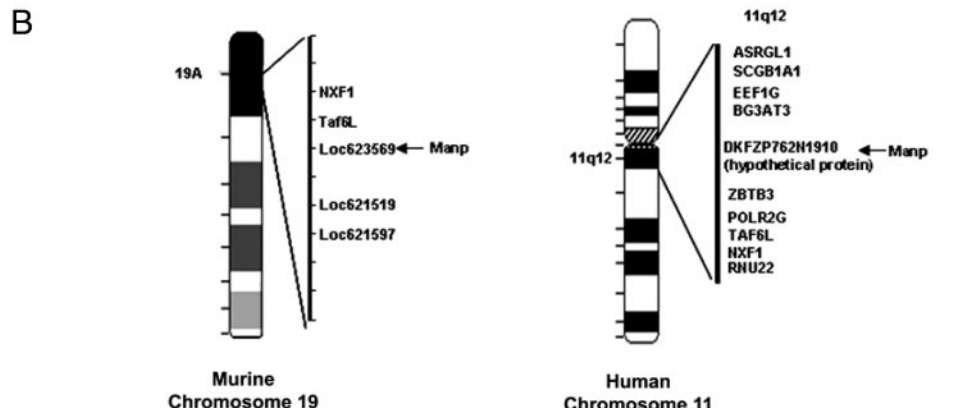 B
19A
NXF1
Taf6L
Loc623569
Manp
Loc621519
Loc621597
Murine
Chromosome 19
11q12
ASRGL1
SCGB1A1
EEF1G
BG3AT3
11q12
DKFZP762N1910
(hypothetical protein)
Manp
ZBTB3
POLR2G
TAF6L
NXF1
RNU22
Human
Chromosome 11